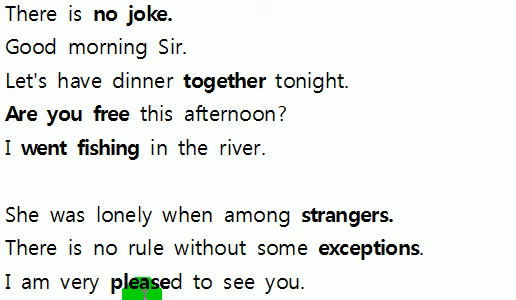 There is no joke.
Good morning Sir.
Let's have dinner together tonight.
Are you free this afternoon?
I went fishing in the river.
She was lonely when among strangers.
There is no rule without some exceptions.
I am very pleased to see you.